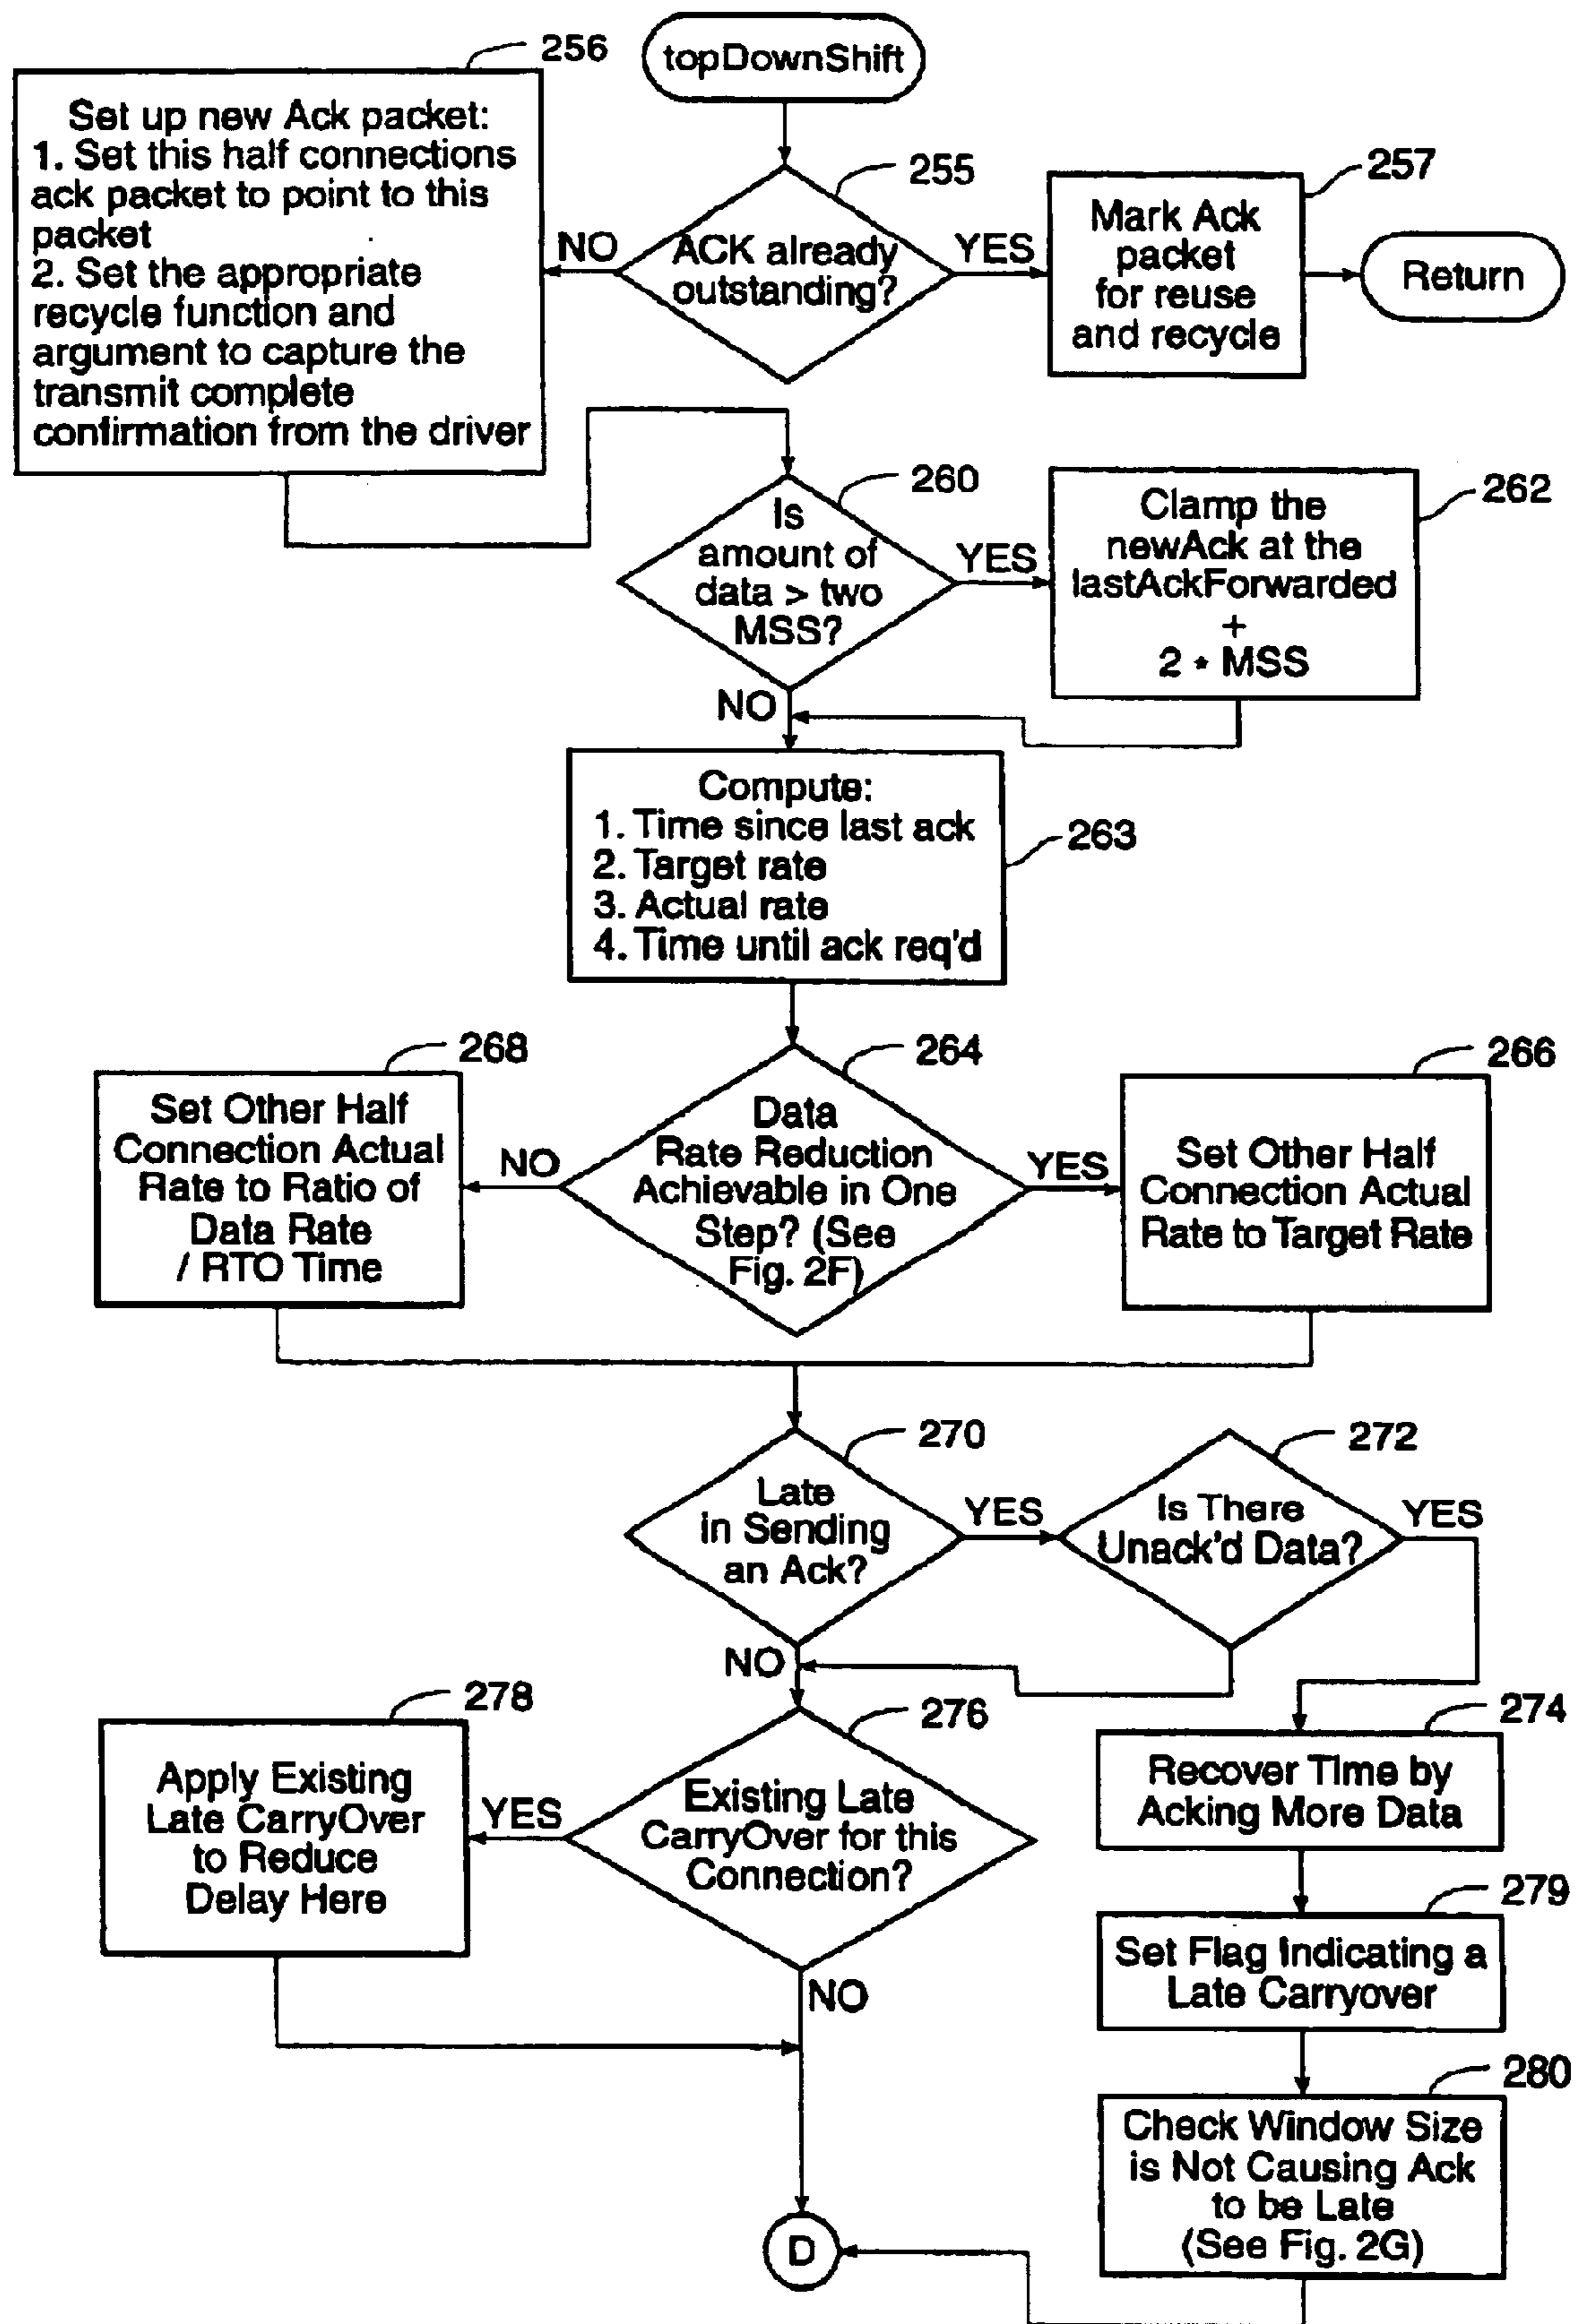 topDownShift
256
Set up new Ack packet:
1. Set this half connections
ack packet to point to this
packet
2. Set the appropriate
recycle function and
argument to capture the
transmit complete
confirmation from the driver
255
NO
ACK already
outstanding?
YES
257
Mark Ack
packet
for reuse
and recycle
Return
260
Is
amount of
data > two
MSS?
YES
262
Clamp the
newAck at the
lastAckForwarded
+
2 * MSS
NO
Compute:
1. Time since last ack
2. Target rate
3. Actual rate
4. Time until ack req'd
263
268
Set Other Half
Connection Actual
Rate to Ratio of
Data Rate
/ RTO Time
NO
264
Data
Rate Reduction
Achievable in One
Step? (See
Fig. 2F)
YES
266
Set Other Half
Connection Actual
Rate to Target Rate
270
Late
in Sending
an Ack?
YES
272
Is There
Unack'd Data?
YES
NO
278
Apply Existing
Late CarryOver
to Reduce
Delay Here
YES
276
Existing Late
CarryOver for this
Connection?
NO
274
Recover Time by
Acking More Data
279
Set Flag Indicating a
Late Carryover
280
Check Window Size
is Not Causing Ack
to be Late
(See Fig. 2G)
D